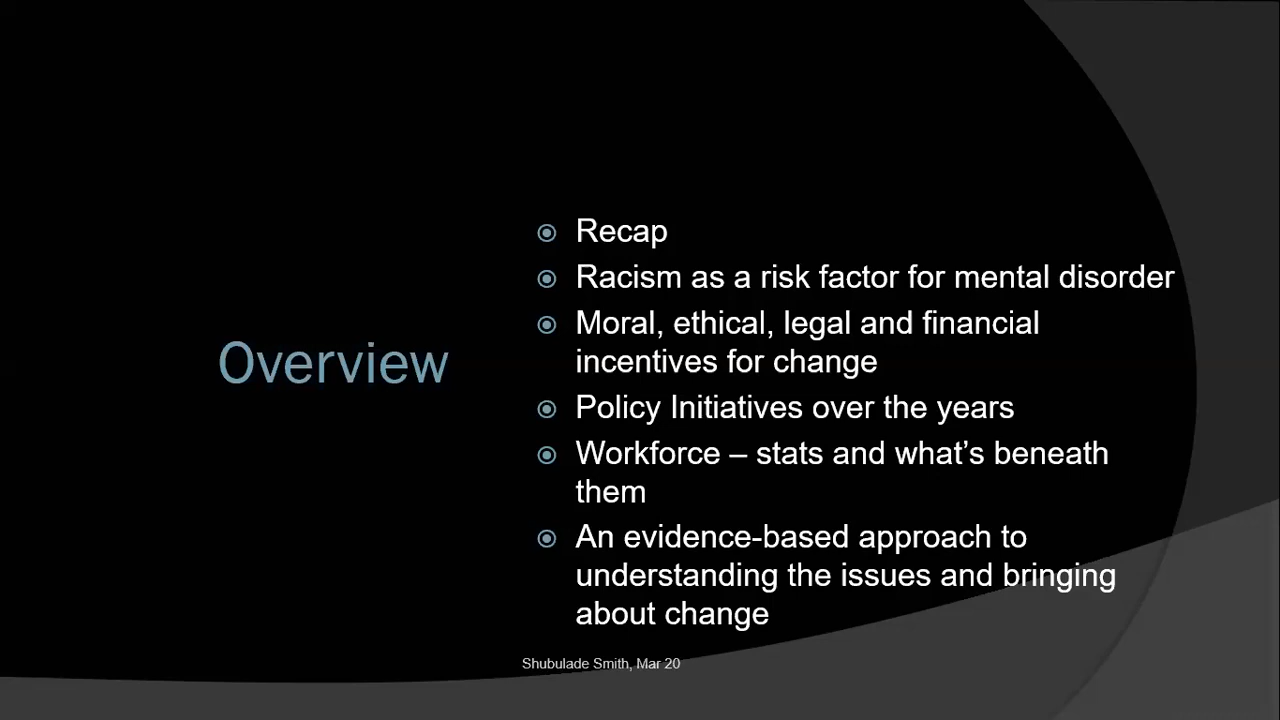 Overview
Recap
Racism as a risk factor for mental disorder
Moral, ethical, legal and financial
incentives for change
Policy Initiatives over the years
Workforce – stats and what’s beneath
them
An evidence-based approach to
understanding the issues and bringing
about change
Shubulade Smith, Mar 20